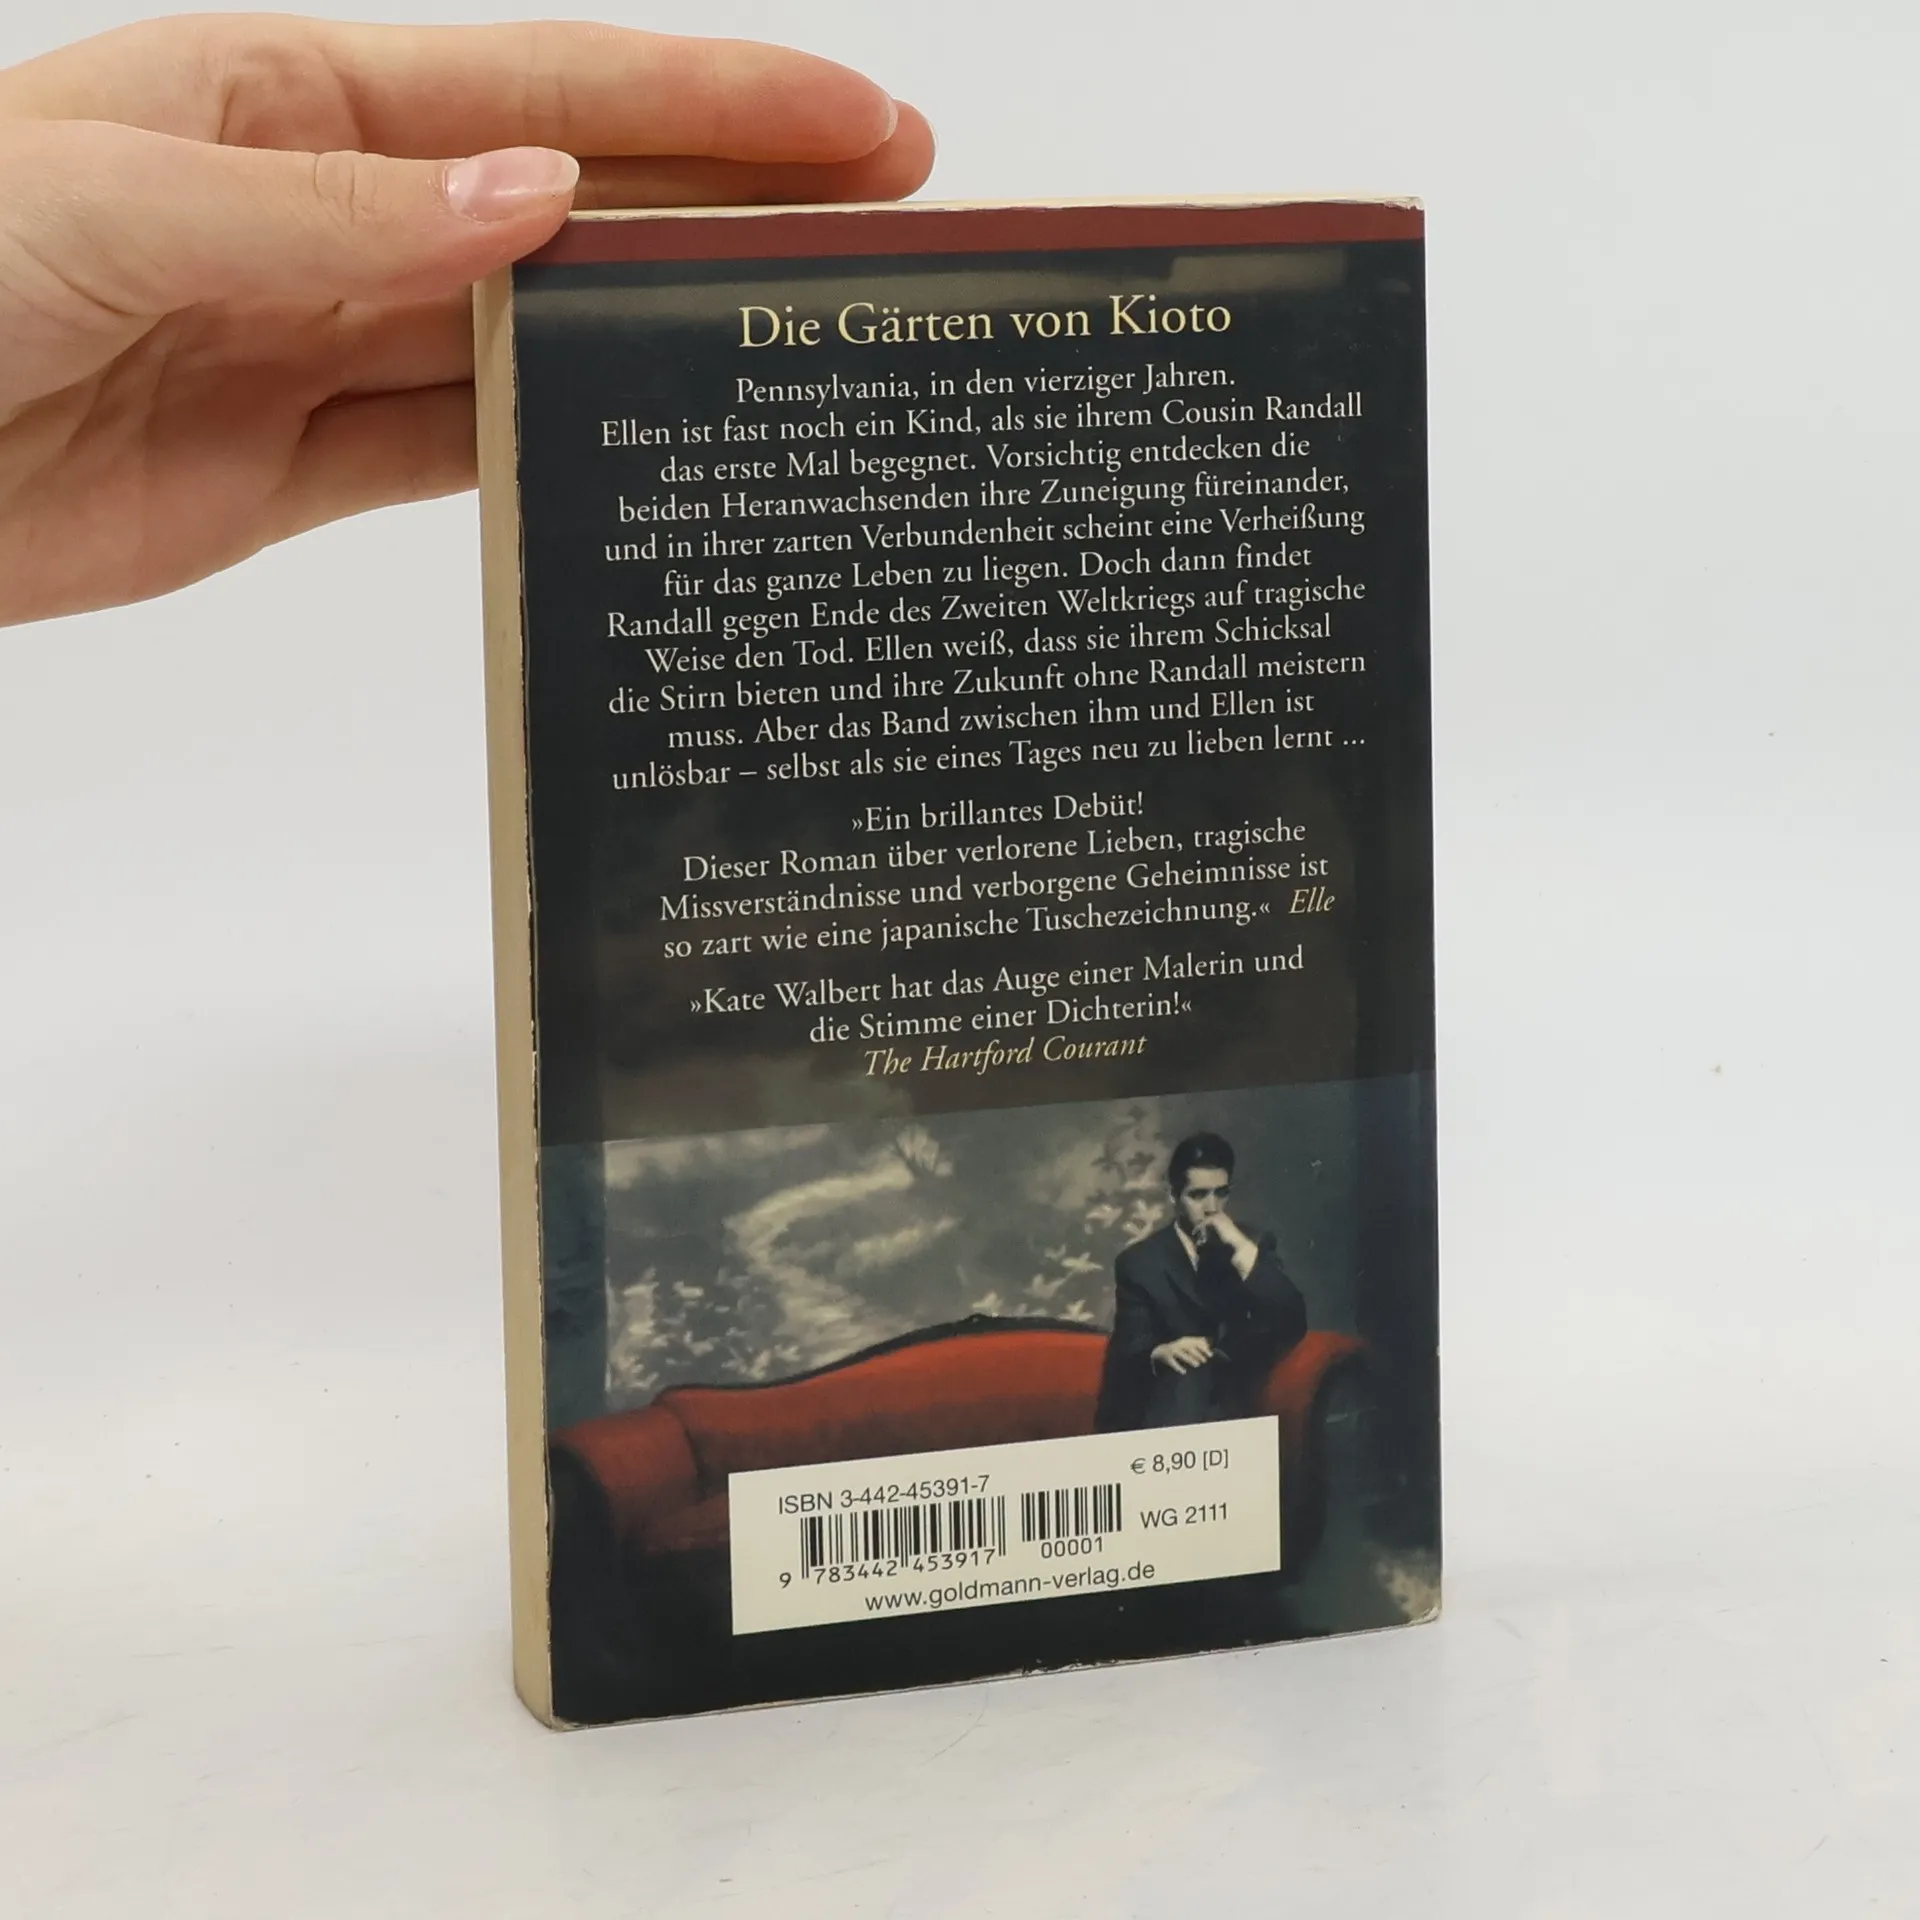 Die Gärten von Kioto
Pennsylvania, in den vierziger Jahren.
Ellen ist fast noch ein Kind, als sie ihrem Cousin Randall
das erste Mal begegnet. Vorsichtig entdecken die
beiden Heranwachsenden ihre Zuneigung füreinander,
und in ihrer zarten Verbundenheit scheint eine Verheißung
für das ganze Leben zu liegen. Doch dann findet
Randall gegen Ende des Zweiten Weltkriegs auf tragische
Weise den Tod. Ellen weiß, dass sie ihrem Schicksal
die Stirn bieten und ihre Zukunft ohne Randall meistern
muss. Aber das Band zwischen ihm und Ellen ist
unlösbar – selbst als sie eines Tages neu zu lieben lernt ...
»Ein brillantes Debüt!
Dieser Roman über verlorene Lieben, tragische
Missverständnisse und verborgene Geheimnisse ist
so zart wie eine japanische Tuschezeichnung.« Elle
»Kate Walbert hat das Auge einer Malerin und
die Stimme einer Dichterin!«
The Hartford Courant
ISBN 3-442-45391-7
€ 8,90 [D]
WG 2111
9 783442 453917
00001
www.goldmann-verlag.de